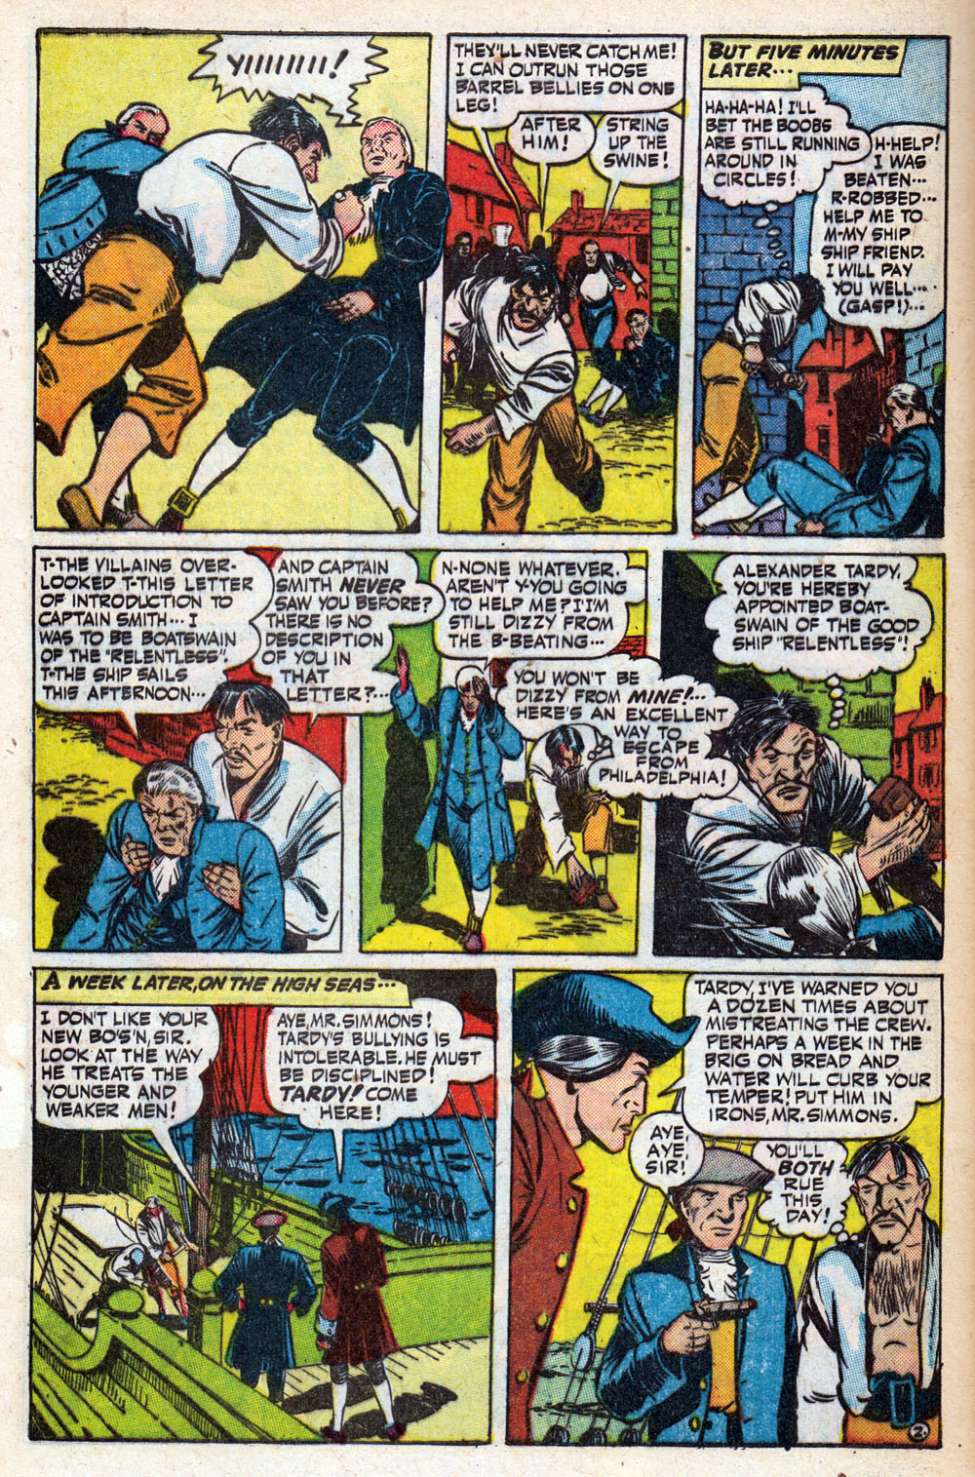 YIIIIIIII!
THEY'LL NEVER CATCH ME!
I CAN OUTRUN THOSE
BARREL BELLIES ON ONE
LEG!
AFTER
HIM!
STRING
UP THE
SWINE!
BUT FIVE MINUTES
LATER...
HA-HA-HA! I'LL
BET THE BOOBS
ARE STILL RUNNING
AROUND IN
CIRCLES!
H-HELP!
I WAS
BEATEN...
R-ROBBED...
HELP ME TO
M-MY SHIP
SHIP FRIEND.
I WILL PAY
YOU WELL...
(GASP!)...
T-THE VILLAINS OVER-
LOOKED T-THIS LETTER
OF INTRODUCTION TO
CAPTAIN SMITH... I
WAS TO BE BOATSWAIN
OF THE "RELENTLESS".
T-THE SHIP SAILS
THIS AFTERNOON...
AND CAPTAIN
SMITH NEVER
SAW YOU BEFORE?
THERE IS NO
DESCRIPTION
OF YOU IN
THAT
LETTER?...
N-NONE WHATEVER.
AREN'T Y-YOU GOING
TO HELP ME? I'M
STILL DIZZY FROM
THE B-BEATING...
YOU WON'T BE
DIZZY FROM MINE!...
HERE'S AN EXCELLENT
WAY TO
ESCAPE
FROM
PHILADELPHIA!
ALEXANDER TARDY,
YOU'RE HEREBY
APPOINTED BOAT-
SWAIN OF THE GOOD
SHIP "RELENTLESS"!
A WEEK LATER, ON THE HIGH SEAS...
I DON'T LIKE YOUR
NEW BO'S'N, SIR.
LOOK AT THE WAY
HE TREATS THE
YOUNGER AND
WEAKER MEN!
AYE, MR. SIMMONS!
TARDY'S BULLYING IS
INTOLERABLE. HE MUST
BE DISCIPLINED!
TARDY! COME
HERE!
TARDY, I'VE WARNED YOU
A DOZEN TIMES ABOUT
MISTREATING THE CREW.
PERHAPS A WEEK IN THE
BRIG ON BREAD AND
WATER WILL CURB YOUR
TEMPER! PUT HIM IN
IRONS, MR. SIMMONS.
AYE,
AYE,
SIR!
YOU'LL
BOTH
RUE
THIS
DAY!
2